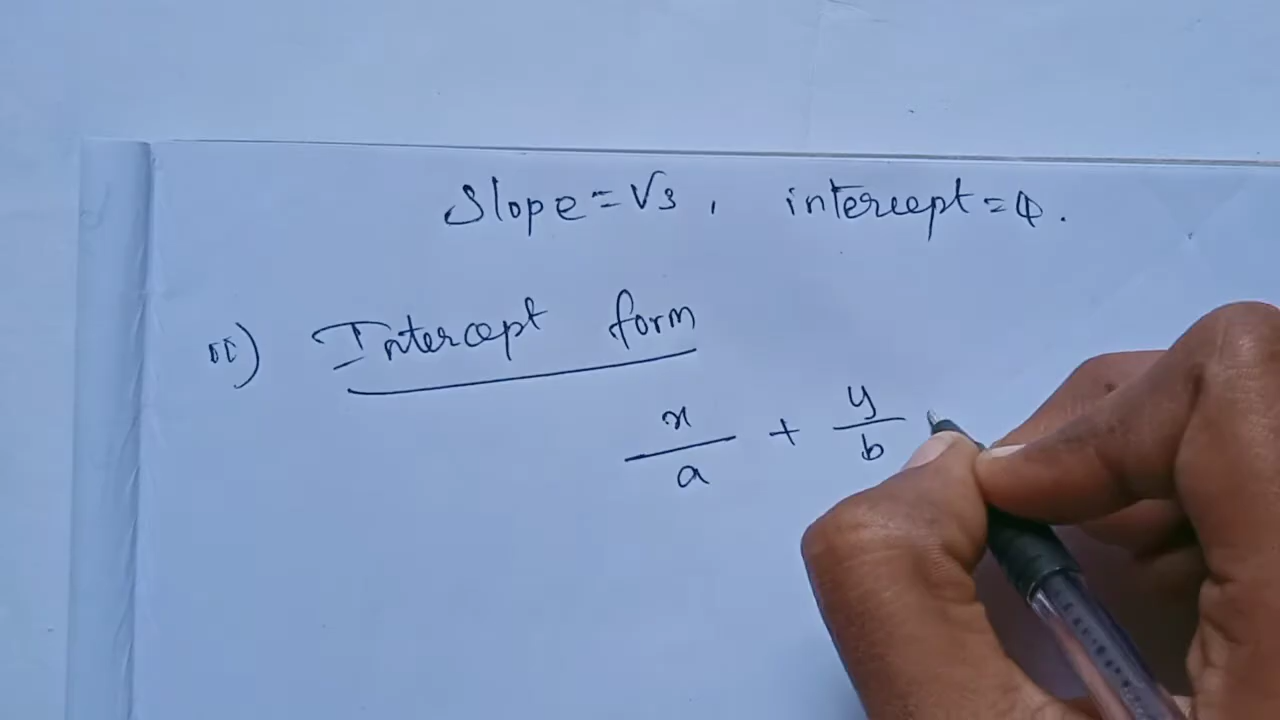 Slope = √3, intercept = 4.
ii) Intercept form
x/a + y/b